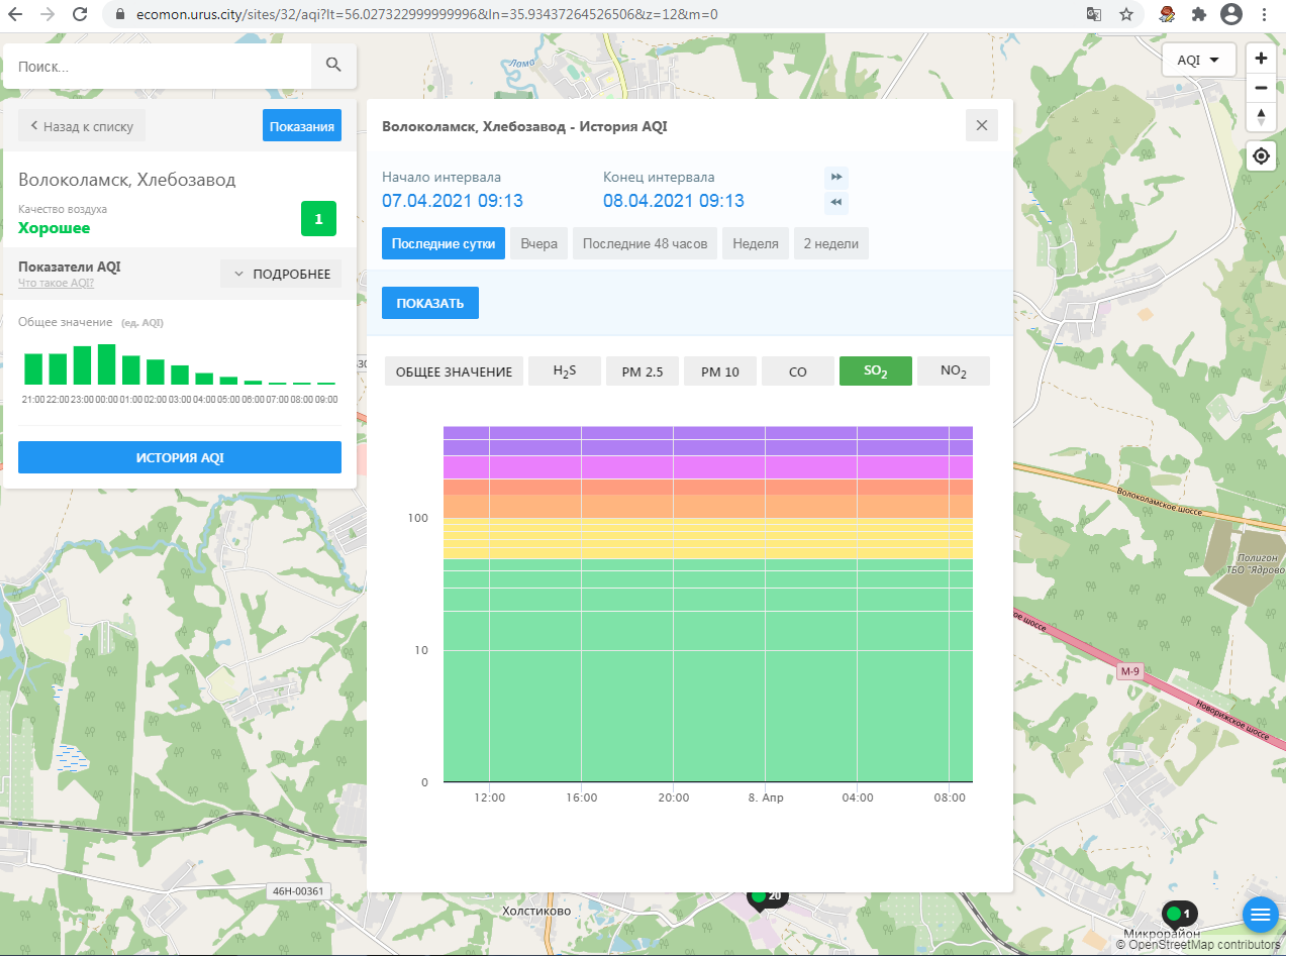 ecomon.urus.city/sites/32/aqi?lt=56.027322999999996&ln=35.93437264526506&z=12&m=0
Поиск...
AQI
Назад к списку
Показания
Волоколамск, Хлебозавод
Качество воздуха
Хорошее
1
Показатели AQI
Что такое AQI?
ПОДРОБНЕЕ
Общее значение (ед. AQI)
21:00 22:00 23:00 00:00 01:00 02:00 03:00 04:00 05:00 06:00 07:00 08:00 09:00
ИСТОРИЯ AQI
Волоколамск, Хлебозавод - История AQI
Начало интервала
Конец интервала
07.04.2021 09:13
08.04.2021 09:13
Последние сутки
Вчера
Последние 48 часов
Неделя
2 недели
ПОКАЗАТЬ
ОБЩЕЕ ЗНАЧЕНИЕ
H2S
PM 2.5
PM 10
CO
SO2
NO2
100
10
0
12:00
16:00
20:00
8. Апр
04:00
08:00
Лама
Волоколамское шоссе
Полигон
ТБО "Ядрово
ое шоссе
М-9
Новорижское шоссе
46Н-00361
Холстиково
20
1
Микрорайон
© OpenStreetMap contributors